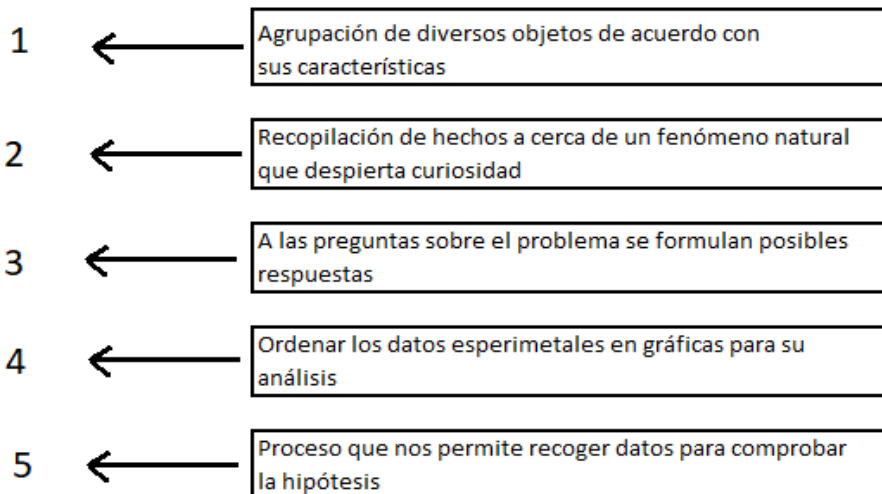 1
Agrupación de diversos objetos de acuerdo con
sus características
2
Recopilación de hechos a cerca de un fenómeno natural
que despierta curiosidad
3
A las preguntas sobre el problema se formulan posibles
respuestas
4
Ordenar los datos esperimetales en gráficas para su
análisis
5
Proceso que nos permite recoger datos para comprobar
la hipótesis